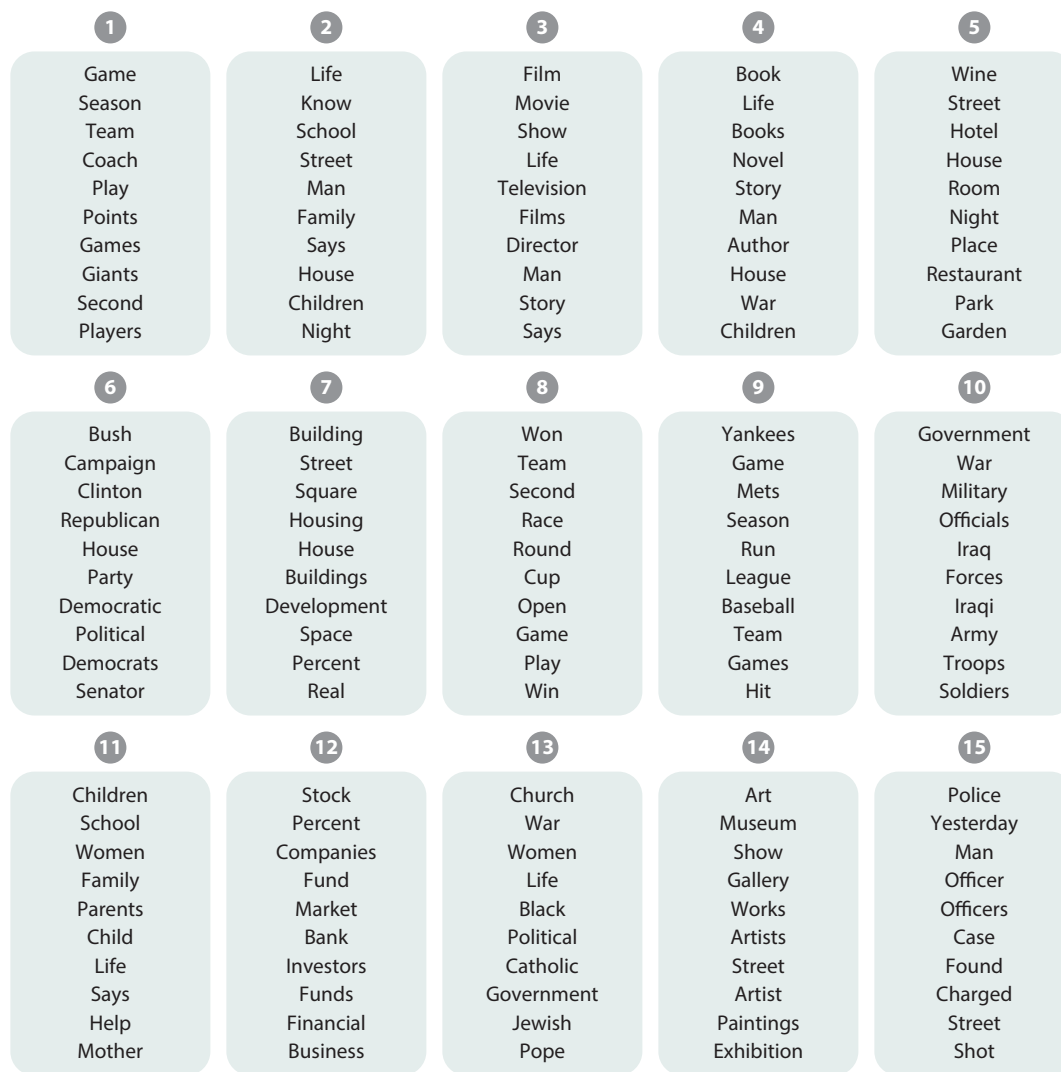 1
Game
Season
Team
Coach
Play
Points
Games
Giants
Second
Players
2
Life
Know
School
Street
Man
Family
Says
House
Children
Night
3
Film
Movie
Show
Life
Television
Films
Director
Man
Story
Says
4
Book
Life
Books
Novel
Story
Man
Author
House
War
Children
5
Wine
Street
Hotel
House
Room
Night
Place
Restaurant
Park
Garden
6
Bush
Campaign
Clinton
Republican
House
Party
Democratic
Political
Democrats
Senator
7
Building
Street
Square
Housing
House
Buildings
Development
Space
Percent
Real
8
Won
Team
Second
Race
Round
Cup
Open
Game
Play
Win
9
Yankees
Game
Mets
Season
Run
League
Baseball
Team
Games
Hit
10
Government
War
Military
Officials
Iraq
Forces
Iraqi
Army
Troops
Soldiers
11
Children
School
Women
Family
Parents
Child
Life
Says
Help
Mother
12
Stock
Percent
Companies
Fund
Market
Bank
Investors
Funds
Financial
Business
13
Church
War
Women
Life
Black
Political
Catholic
Government
Jewish
Pope
14
Art
Museum
Show
Gallery
Works
Artists
Street
Artist
Paintings
Exhibition
15
Police
Yesterday
Man
Officer
Officers
Case
Found
Charged
Street
Shot